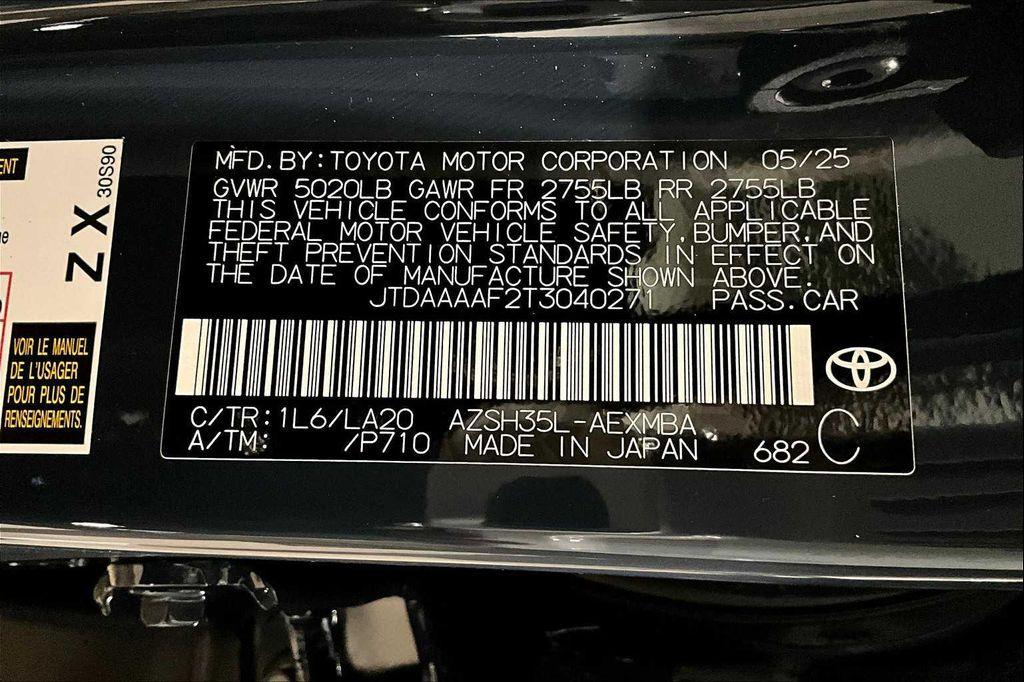 ENT
30S90
ZX
VOIR LE MANUEL
DE L'USAGER
POUR PLUS DE
RENSEIGNEMENTS.
MFD.BY:TOYOTA MOTOR CORPORATION 05/25
GVWR 5020LB GAWR FR 2755LB RR 2755LB
THIS VEHICLE CONFORMS TO ALL APPLICABLE
FEDERAL MOTOR VEHICLE SAFETY,BUMPER,AND
THEFT PREVENTION STANDARDS IN EFFECT ON
THE DATE OF MANUFACTURE SHOWN ABOVE.
JTDAAAAF2T3040271 PASS.CAR
C/TR:1L6/LA20 AZSH35L-AEXMBA
A/TM: /P710 MADE IN JAPAN 682 C